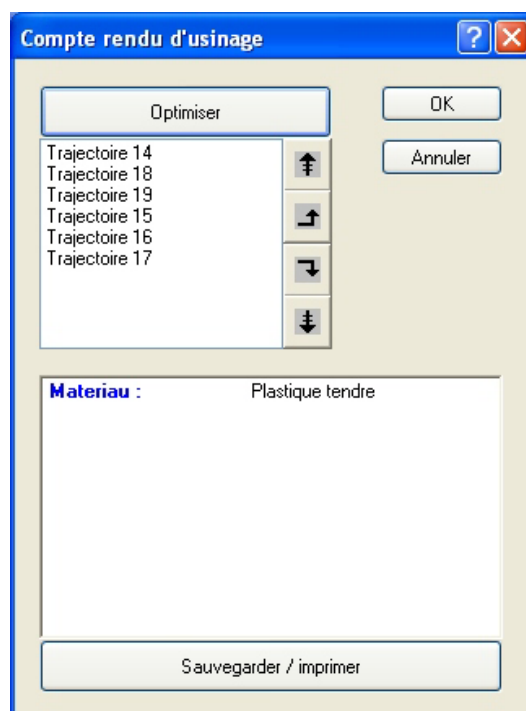 Compte rendu d'usinage
Optimiser
OK
Annuler
Trajectoire 14
Trajectoire 18
Trajectoire 19
Trajectoire 15
Trajectoire 16
Trajectoire 17
Materiau : Plastique tendre
Sauvegarder / imprimer